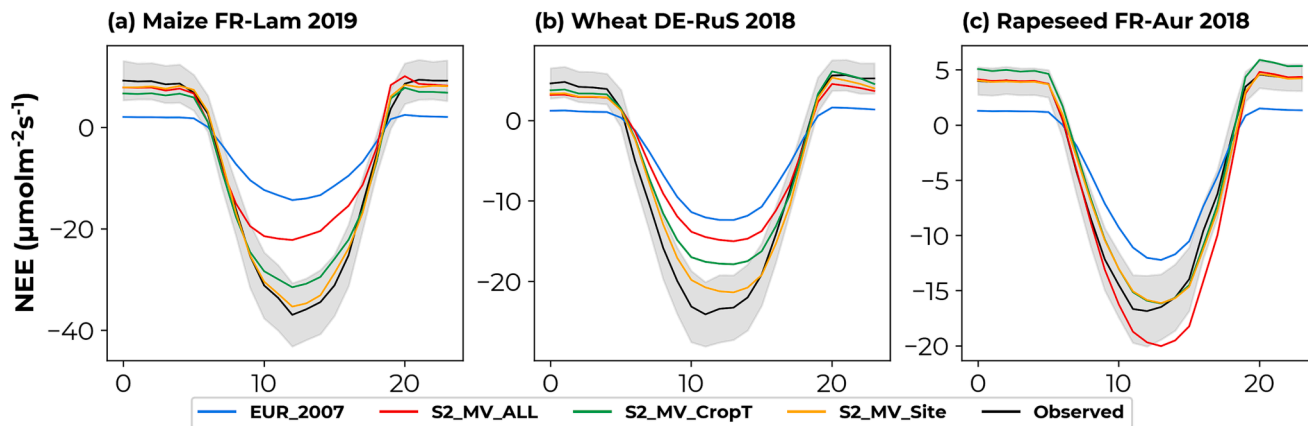 (a) Maize FR-Lam 2019 (b) Wheat DE-RuS 2018 (c) Rapeseed FR-Aur 2018
NEE (μmolm⁻²s⁻¹)
0
−20
−40
0 10 20
0
−10
−20
0 10 20
5
0
−5
−10
−15
−20
0 10 20
EUR_2007 S2_MV_ALL S2_MV_CropT S2_MV_Site Observed